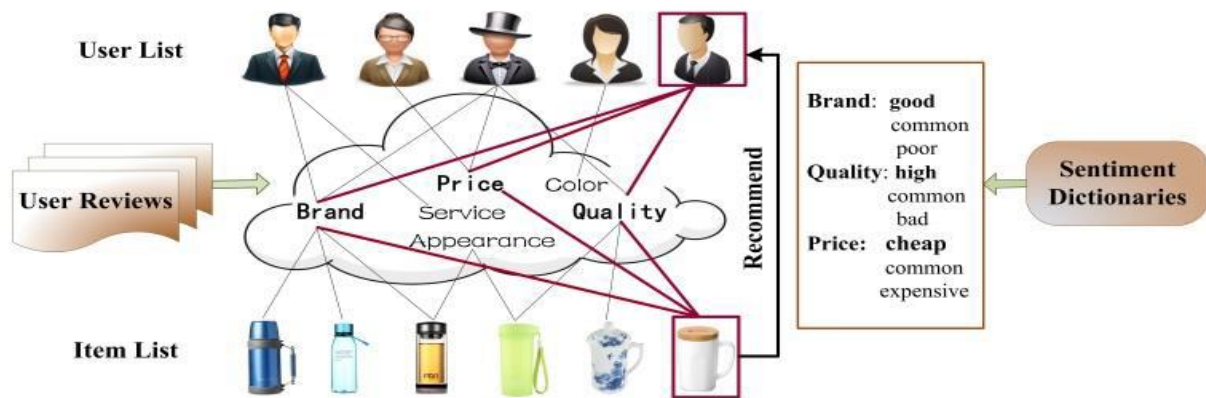 User List
User Reviews
Price
Color
Brand
Service
Quality
Appearance
Item List
Recommend
Brand: good
common
poor
Quality: high
common
bad
Price: cheap
common
expensive
Sentiment
Dictionaries